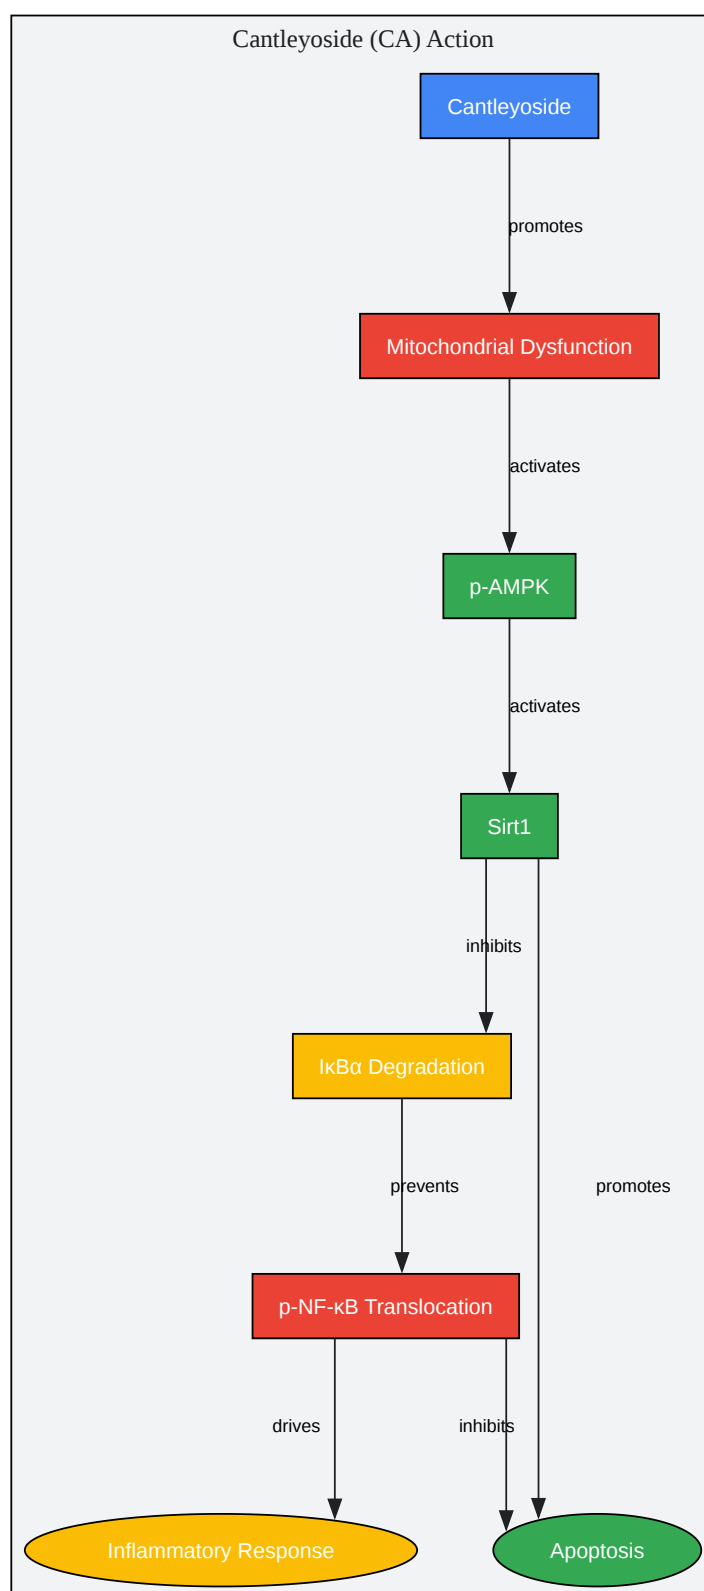 Cantleyoside (CA) Action
Cantleyoside
promotes
Mitochondrial Dysfunction
activates
p-AMPK
activates
Sirt1
inhibits
IκBα Degradation
prevents
promotes
p-NF-κB Translocation
drives
inhibits
Inflammatory Response
Apoptosis